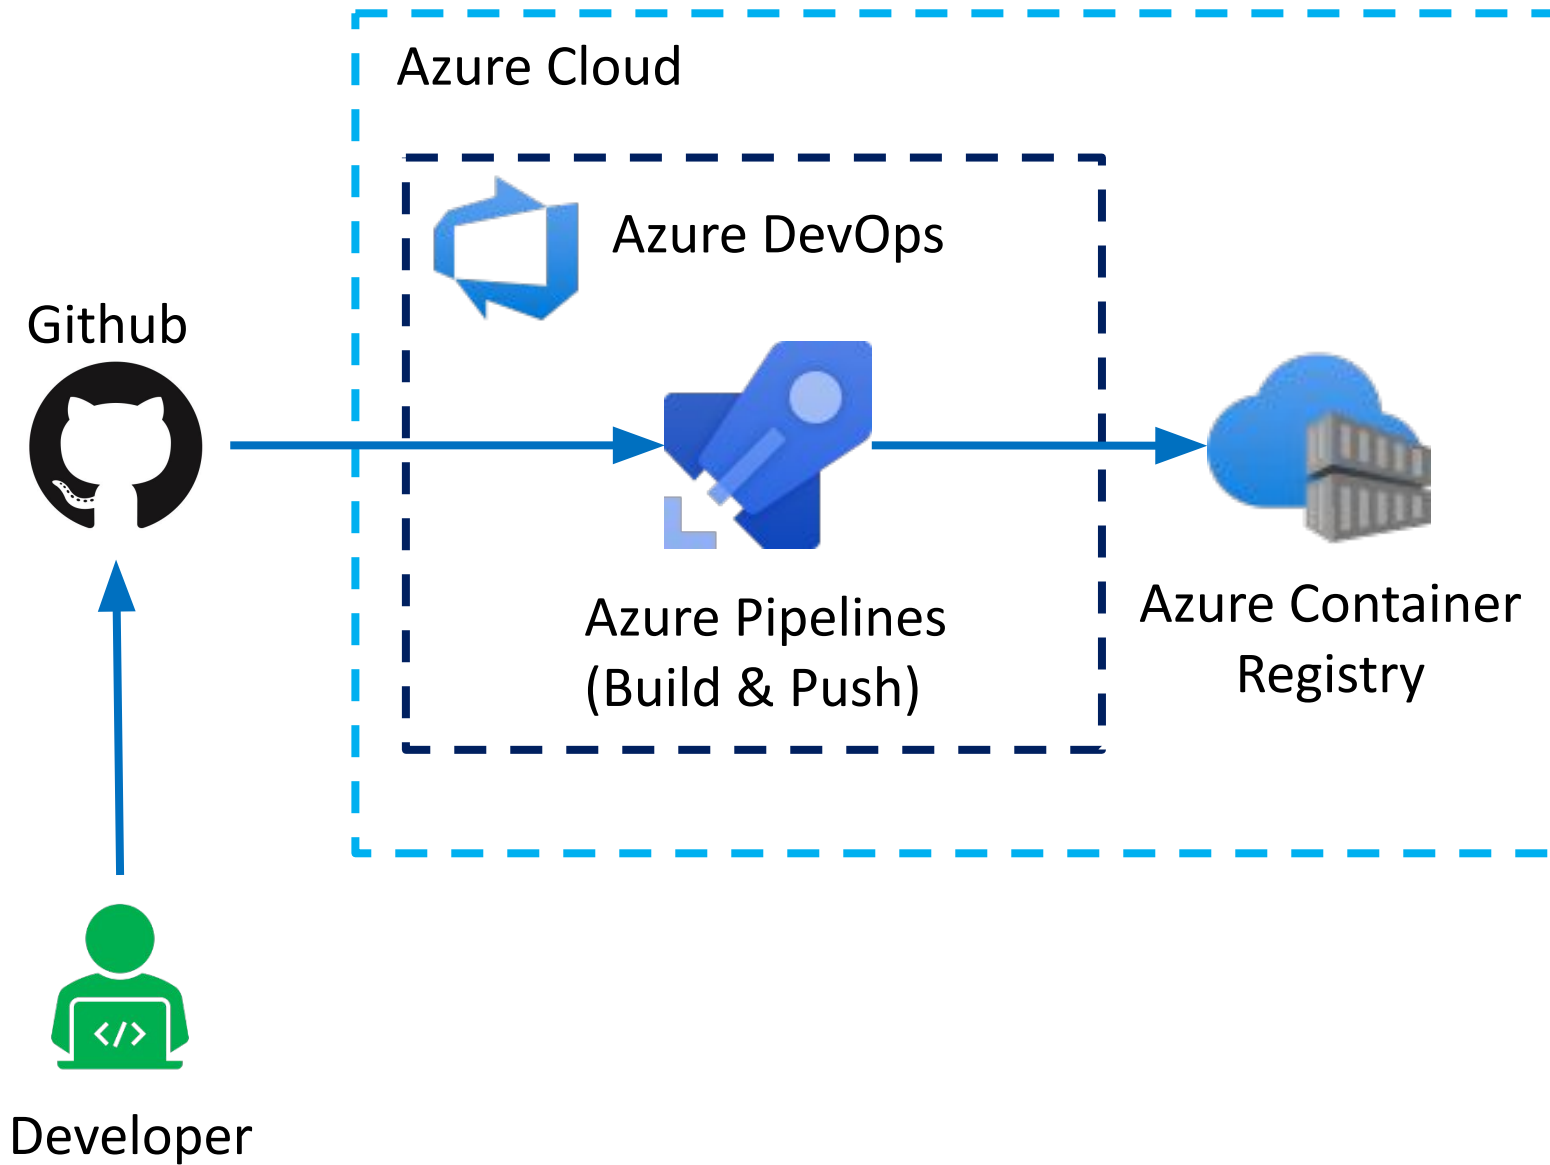 Azure Cloud
Azure DevOps
Github
Azure Pipelines
(Build & Push)
Azure Container
Registry
</>
Developer